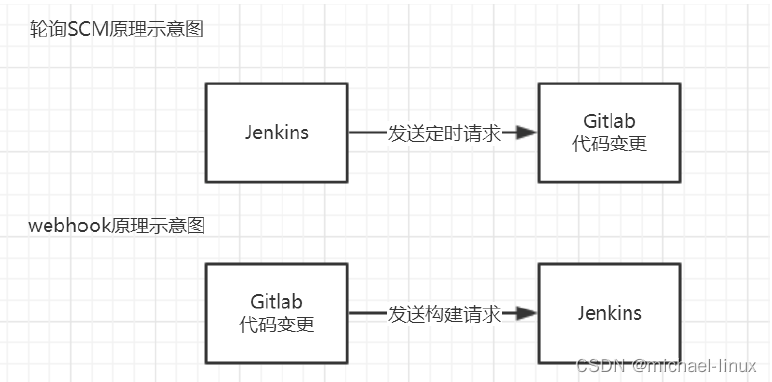 轮询SCM原理示意图
Jenkins
发送定时请求
Gitlab
代码变更
webhook原理示意图
Gitlab
代码变更
发送构建请求
Jenkins
CSDN @michael-linux